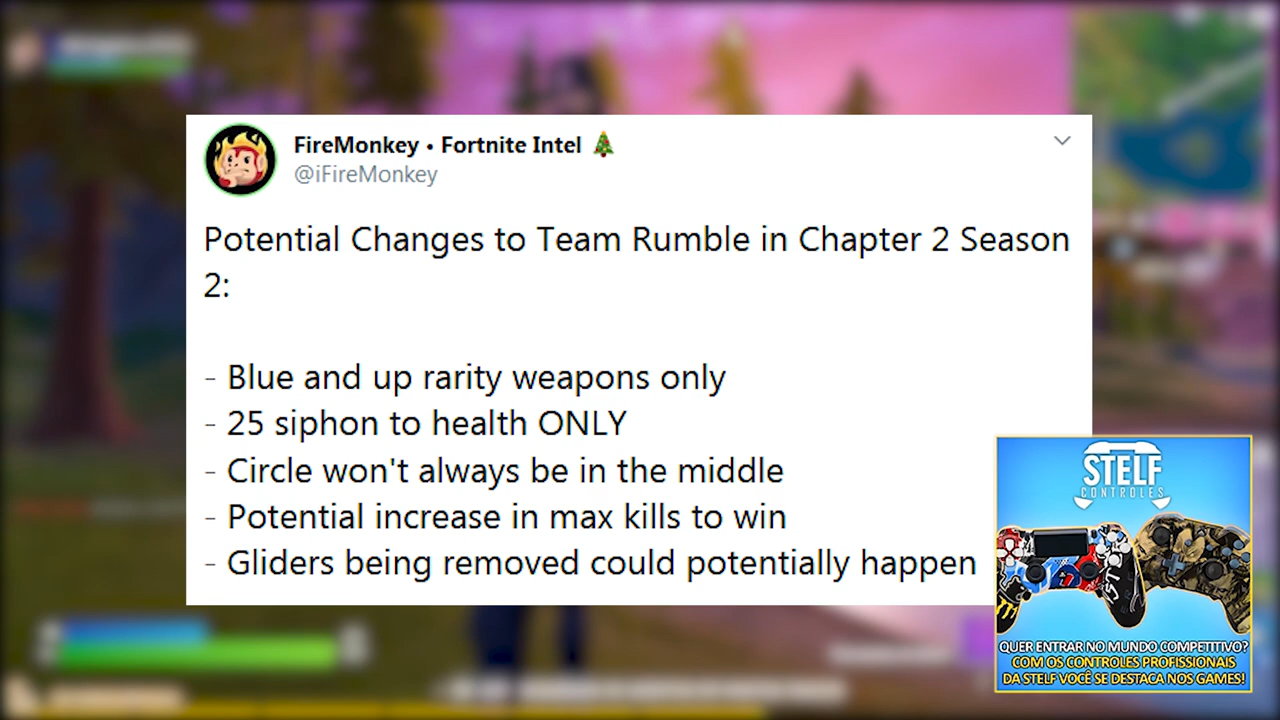 FireMonkey • Fortnite Intel 🎄
@iFireMonkey
Potential Changes to Team Rumble in Chapter 2 Season
2:
- Blue and up rarity weapons only
- 25 siphon to health ONLY
- Circle won't always be in the middle
- Potential increase in max kills to win
- Gliders being removed could potentially happen
STELF
CONTROLES
QUER ENTRAR NO MUNDO COMPETITIVO?
COM OS CONTROLES PROFISSIONAIS
DA STELF VOCÊ SE DESTACA NOS GAMES!